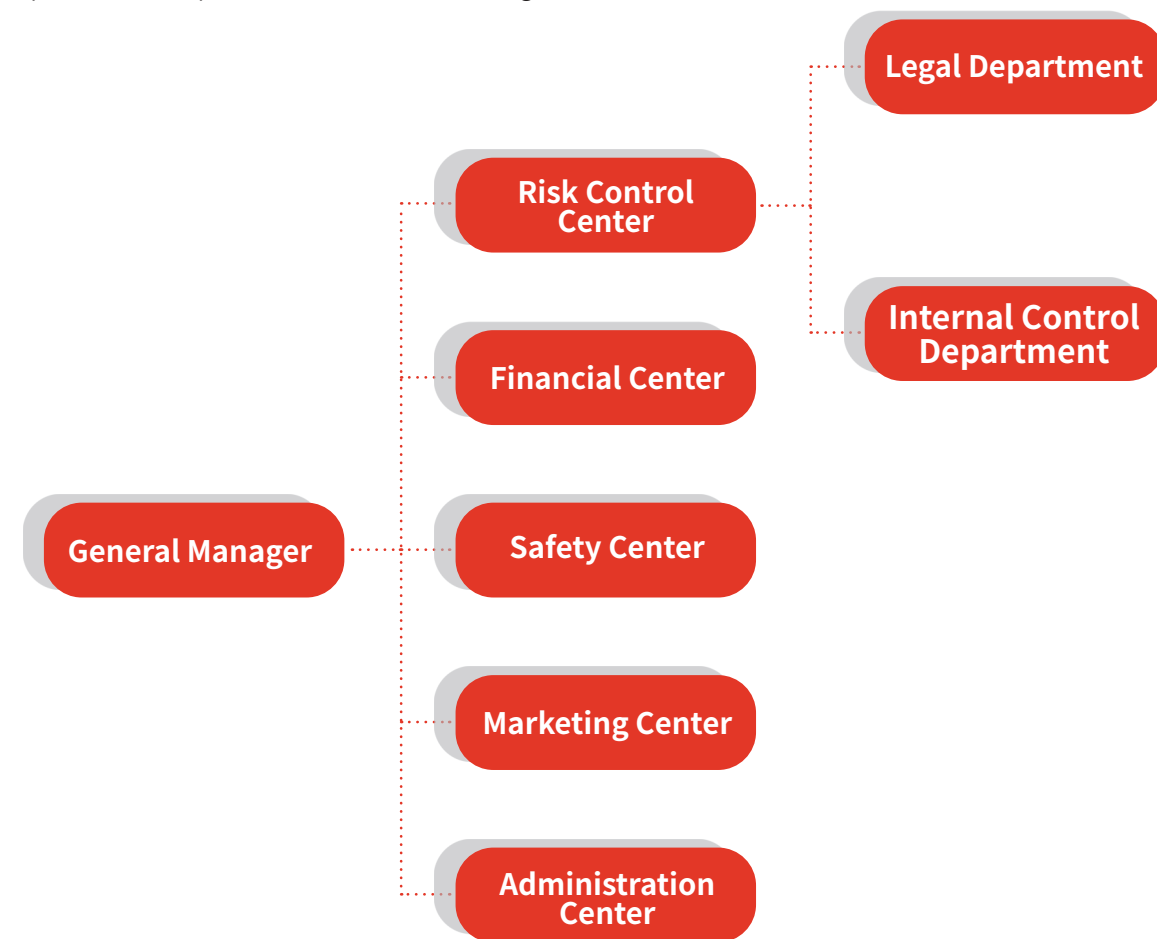 Legal Department
Risk Control
Center
Internal Control
Department
Financial Center
General Manager
Safety Center
Marketing Center
Administration
Center